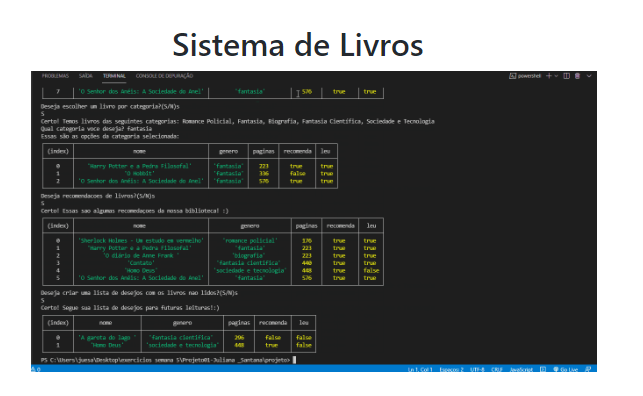 Sistema de Livros
PROBLEMAS SAÍDA TERMINAL CONSOLE DE DEPURAÇÃO powershell
7 'O Senhor dos Anéis: A Sociedade do Anel' 'fantasia' 576 true true
Deseja escolher um livro por categoria?(S/N)s
S
Certo! Temos livros das seguintes categorias: Romance Policial, Fantasia, Biografia, Fantasia Científica, Sociedade e Tecnologia
Qual categoria voce deseja? Fantasia
Essas são as opções da categoria selecionada:
(index) nome genero paginas recomenda leu
0 'Harry Potter e a Pedra Filosofal' 'fantasia' 223 true true
1 'O Hobbit' 'fantasia' 336 false true
2 'O Senhor dos Anéis: A Sociedade do Anel' 'fantasia' 576 true true
Deseja recomendacoes de livros?(S/N)s
S
Certo! Essas sao algumas recomedaçoes da nossa biblioteca! :)
(index) nome genero paginas recomenda leu
0 'Sherlock Holmes - Um estudo em vermelho' 'romance policial' 176 true true
1 'Harry Potter e a Pedra Filosofal' 'fantasia' 223 true true
2 'O diário de Anne Frank ' 'biografia' 223 true true
3 'Contato' 'fantasia científica' 440 true true
4 'Homo Deus' 'sociedade e tecnologia' 448 true false
5 'O Senhor dos Anéis: A Sociedade do Anel' 'fantasia' 576 true true
Deseja criar uma lista de desejos com os livros nao lidos?(S/N)s
S
Certo! Segue sua lista de desejos para futuras leituras!:)
(index) nome genero paginas recomenda leu
0 'A garota do lago ' 'fantasia científica' 296 false false
1 'Homo Deus' 'sociedade e tecnologia' 448 true false
PS C:\Users\juesa\Desktop\exercicios semana 5\Projeto01-Juliana _Santana\projeto>
0 Ln 1, Col 1 Espaços: 2 UTF-8 CRLF JavaScript Go Live